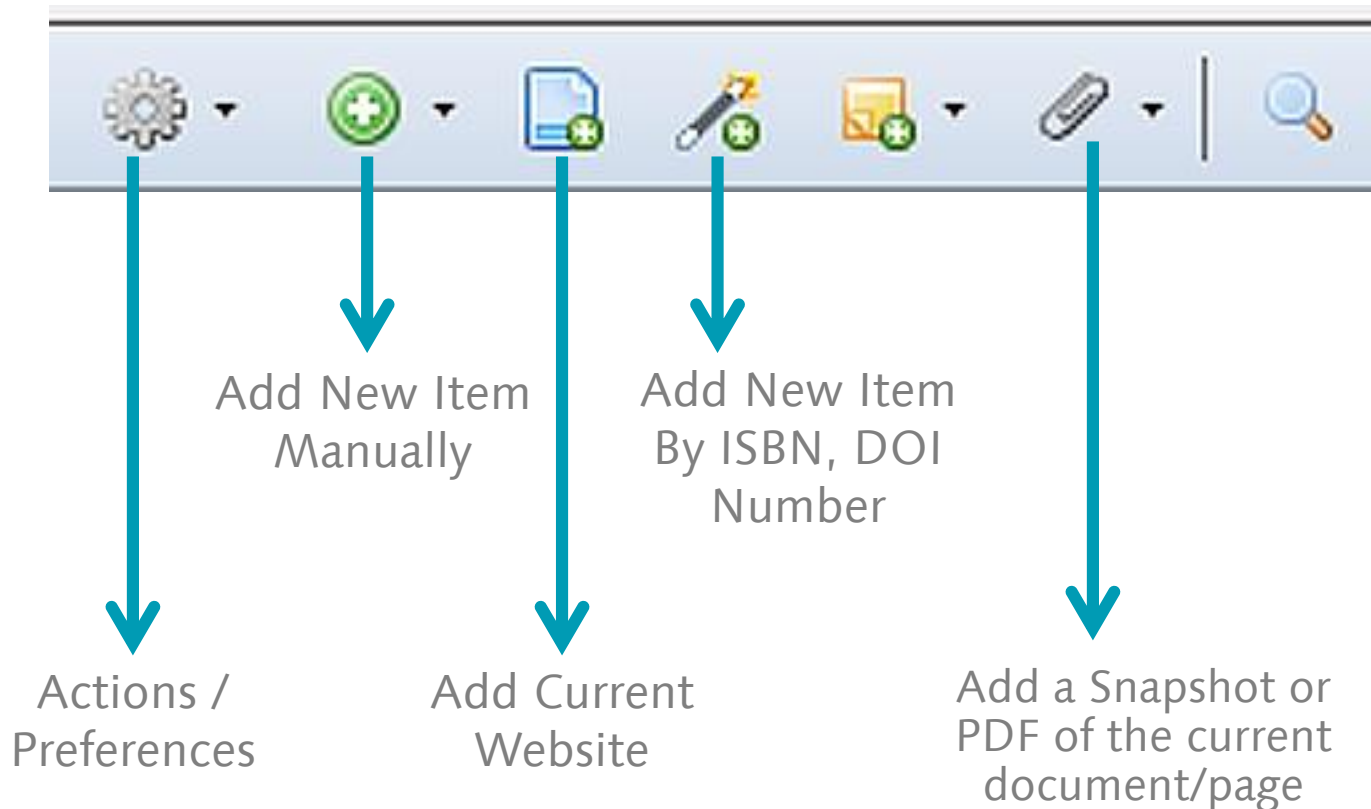 Add New Item
Manually
Add New Item
By ISBN, DOI
Number
Actions /
Preferences
Add Current
Website
Add a Snapshot or
PDF of the current
document/page